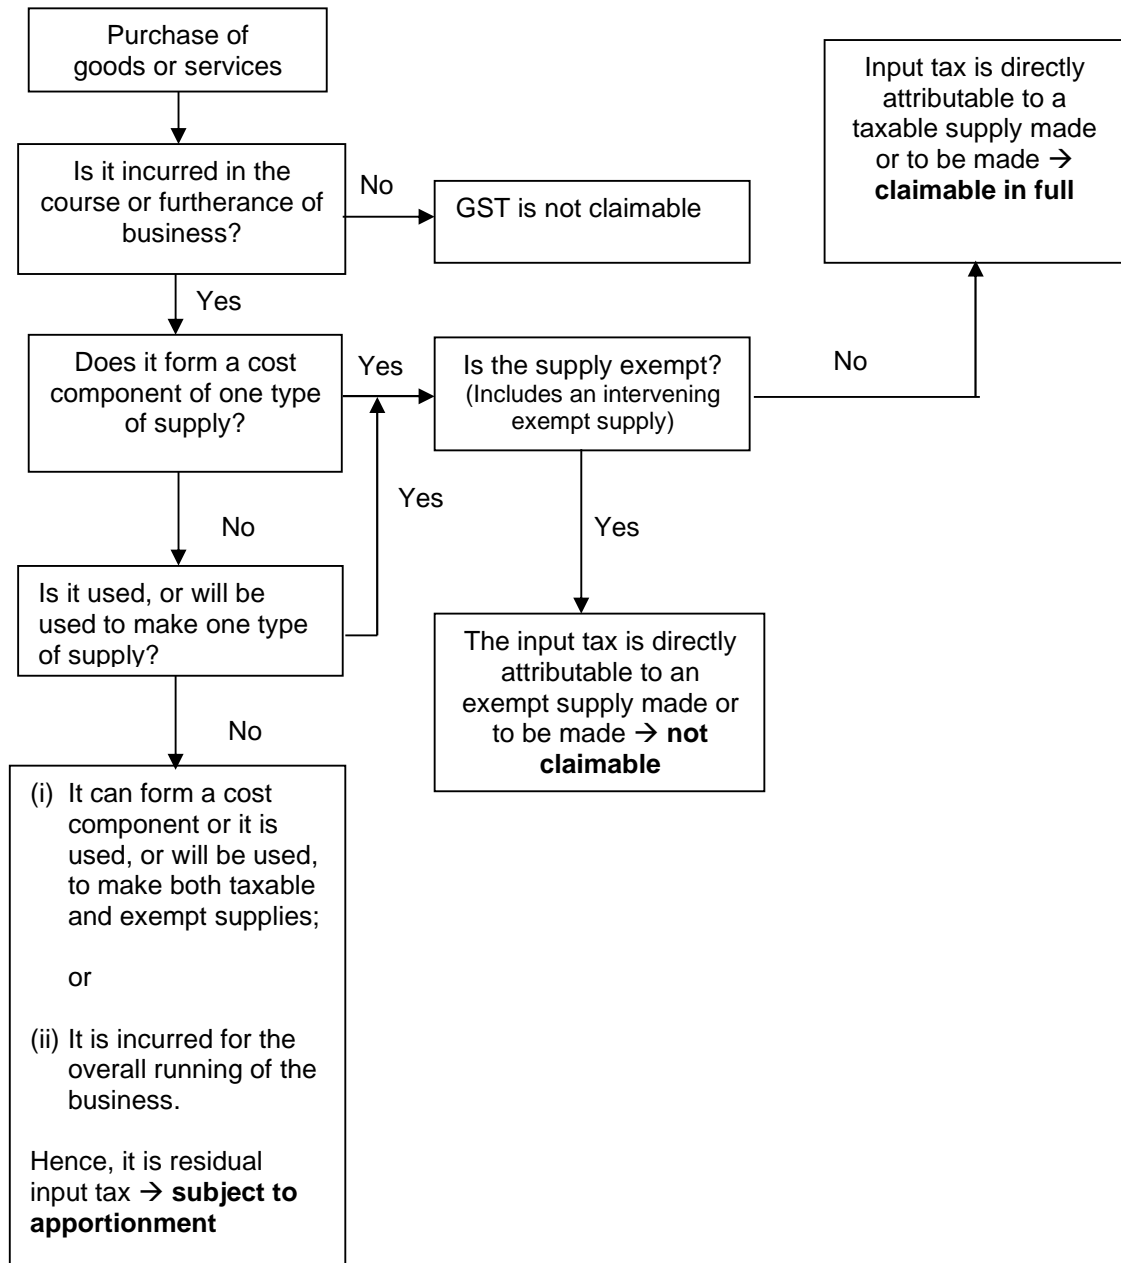 Purchase of
goods or services
Input tax is directly
attributable to a
taxable supply made
or to be made →
claimable in full
Is it incurred in the
course or furtherance of
business?
No
GST is not claimable
Yes
Does it form a cost
component of one type
of supply?
Yes
Is the supply exempt?
(Includes an intervening
exempt supply)
No
Yes
No
Yes
Is it used, or will be
used to make one type
of supply?
The input tax is directly
attributable to an
exempt supply made or
to be made → not
claimable
No
(i) It can form a cost
component or it is
used, or will be used,
to make both taxable
and exempt supplies;
or
(ii) It is incurred for the
overall running of the
business.
Hence, it is residual
input tax → subject to
apportionment